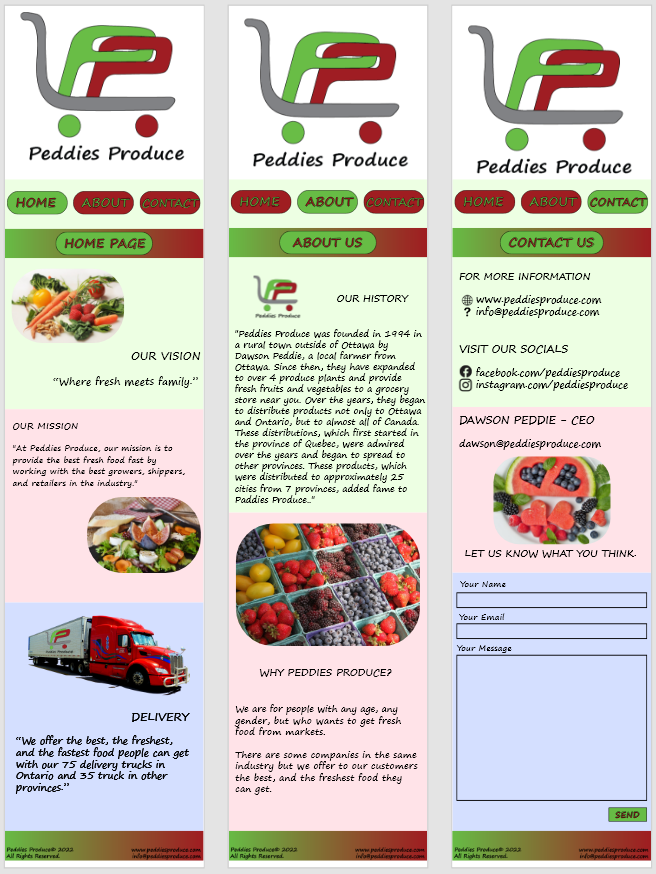 Peddies Produce
HOME ABOUT CONTACT
HOME PAGE
OUR VISION
“Where fresh meets family.”
OUR MISSION
"At Peddies Produce, our mission is to
provide the best fresh food fast by
working with the best growers, shippers,
and retailers in the industry."
DELIVERY
“We offer the best, the freshest,
and the fastest food people can get
with our 75 delivery trucks in
Ontario and 35 truck in other
provinces.”
Peddies Produce® 2022
All Rights Reserved.
www.peddiesproduce.com
info@peddiesproduce.com
Peddies Produce
HOME ABOUT CONTACT
ABOUT US
Peddies Produce
OUR HISTORY
"Peddies Produce was founded in 1994 in
a rural town outside of Ottawa by
Dawson Peddie, a local farmer from
Ottawa. Since then, they have expanded
to over 4 produce plants and provide
fresh fruits and vegetables to a grocery
store near you. Over the years, they began
to distribute products not only to Ottawa
and Ontario, but to almost all of Canada.
These distributions, which first started in
the province of Quebec, were admired
over the years and began to spread to
other provinces. These products, which
were distributed to approximately 25
cities from 7 provinces, added fame to
Paddies Produce.."
WHY PEDDIES PRODUCE?
We are for people with any age, any
gender, but who wants to get fresh
food from markets.
There are some companies in the same
industry but we offer to our customers
the best, and the freshest food they
can get.
Peddies Produce® 2022
All Rights Reserved.
www.peddiesproduce.com
info@peddiesproduce.com
Peddies Produce
HOME ABOUT CONTACT
CONTACT US
FOR MORE INFORMATION
www.peddiesproduce.com
? info@peddiesproduce.com
VISIT OUR SOCIALS
facebook.com/peddiesproduce
instagram.com/peddiesproduce
DAWSON PEDDIE - CEO
dawson@peddiesproduce.com
LET US KNOW WHAT YOU THINK.
Your Name
Your Email
Your Message
SEND
Peddies Produce® 2022
All Rights Reserved.
www.peddiesproduce.com
info@peddiesproduce.com